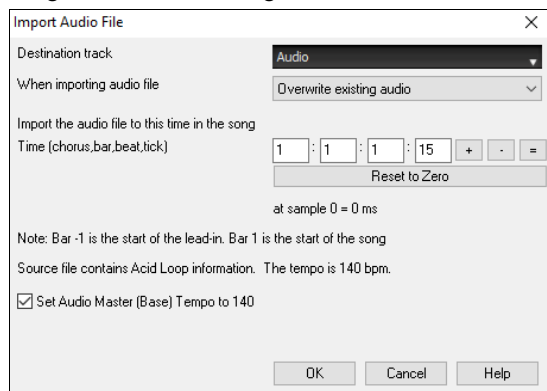 Import Audio File
Destination track
Audio
When importing audio file
Overwrite existing audio
Import the audio file to this time in the song
Time (chorus,bar,beat,tick)
1 : 1 : 1 : 15 + - =
Reset to Zero
at sample 0 = 0 ms
Note: Bar -1 is the start of the lead-in. Bar 1 is the start of the song
Source file contains Acid Loop information. The tempo is 140 bpm.
Set Audio Master (Base) Tempo to 140
OK Cancel Help